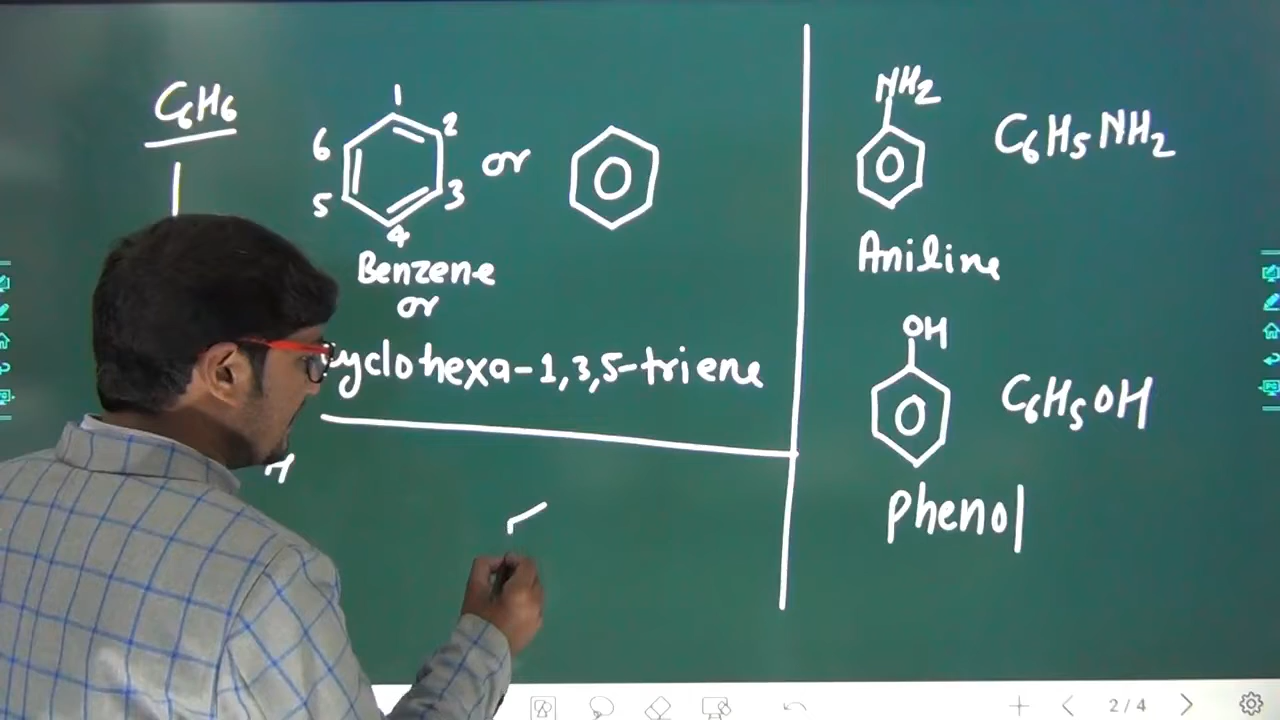 C6H6
1
6
2
or
5
3
4
Benzene
or
yclohexa-1,3,5-triene
NH2
C6H5NH2
Aniline
OH
C6H5OH
Phenol
2/4